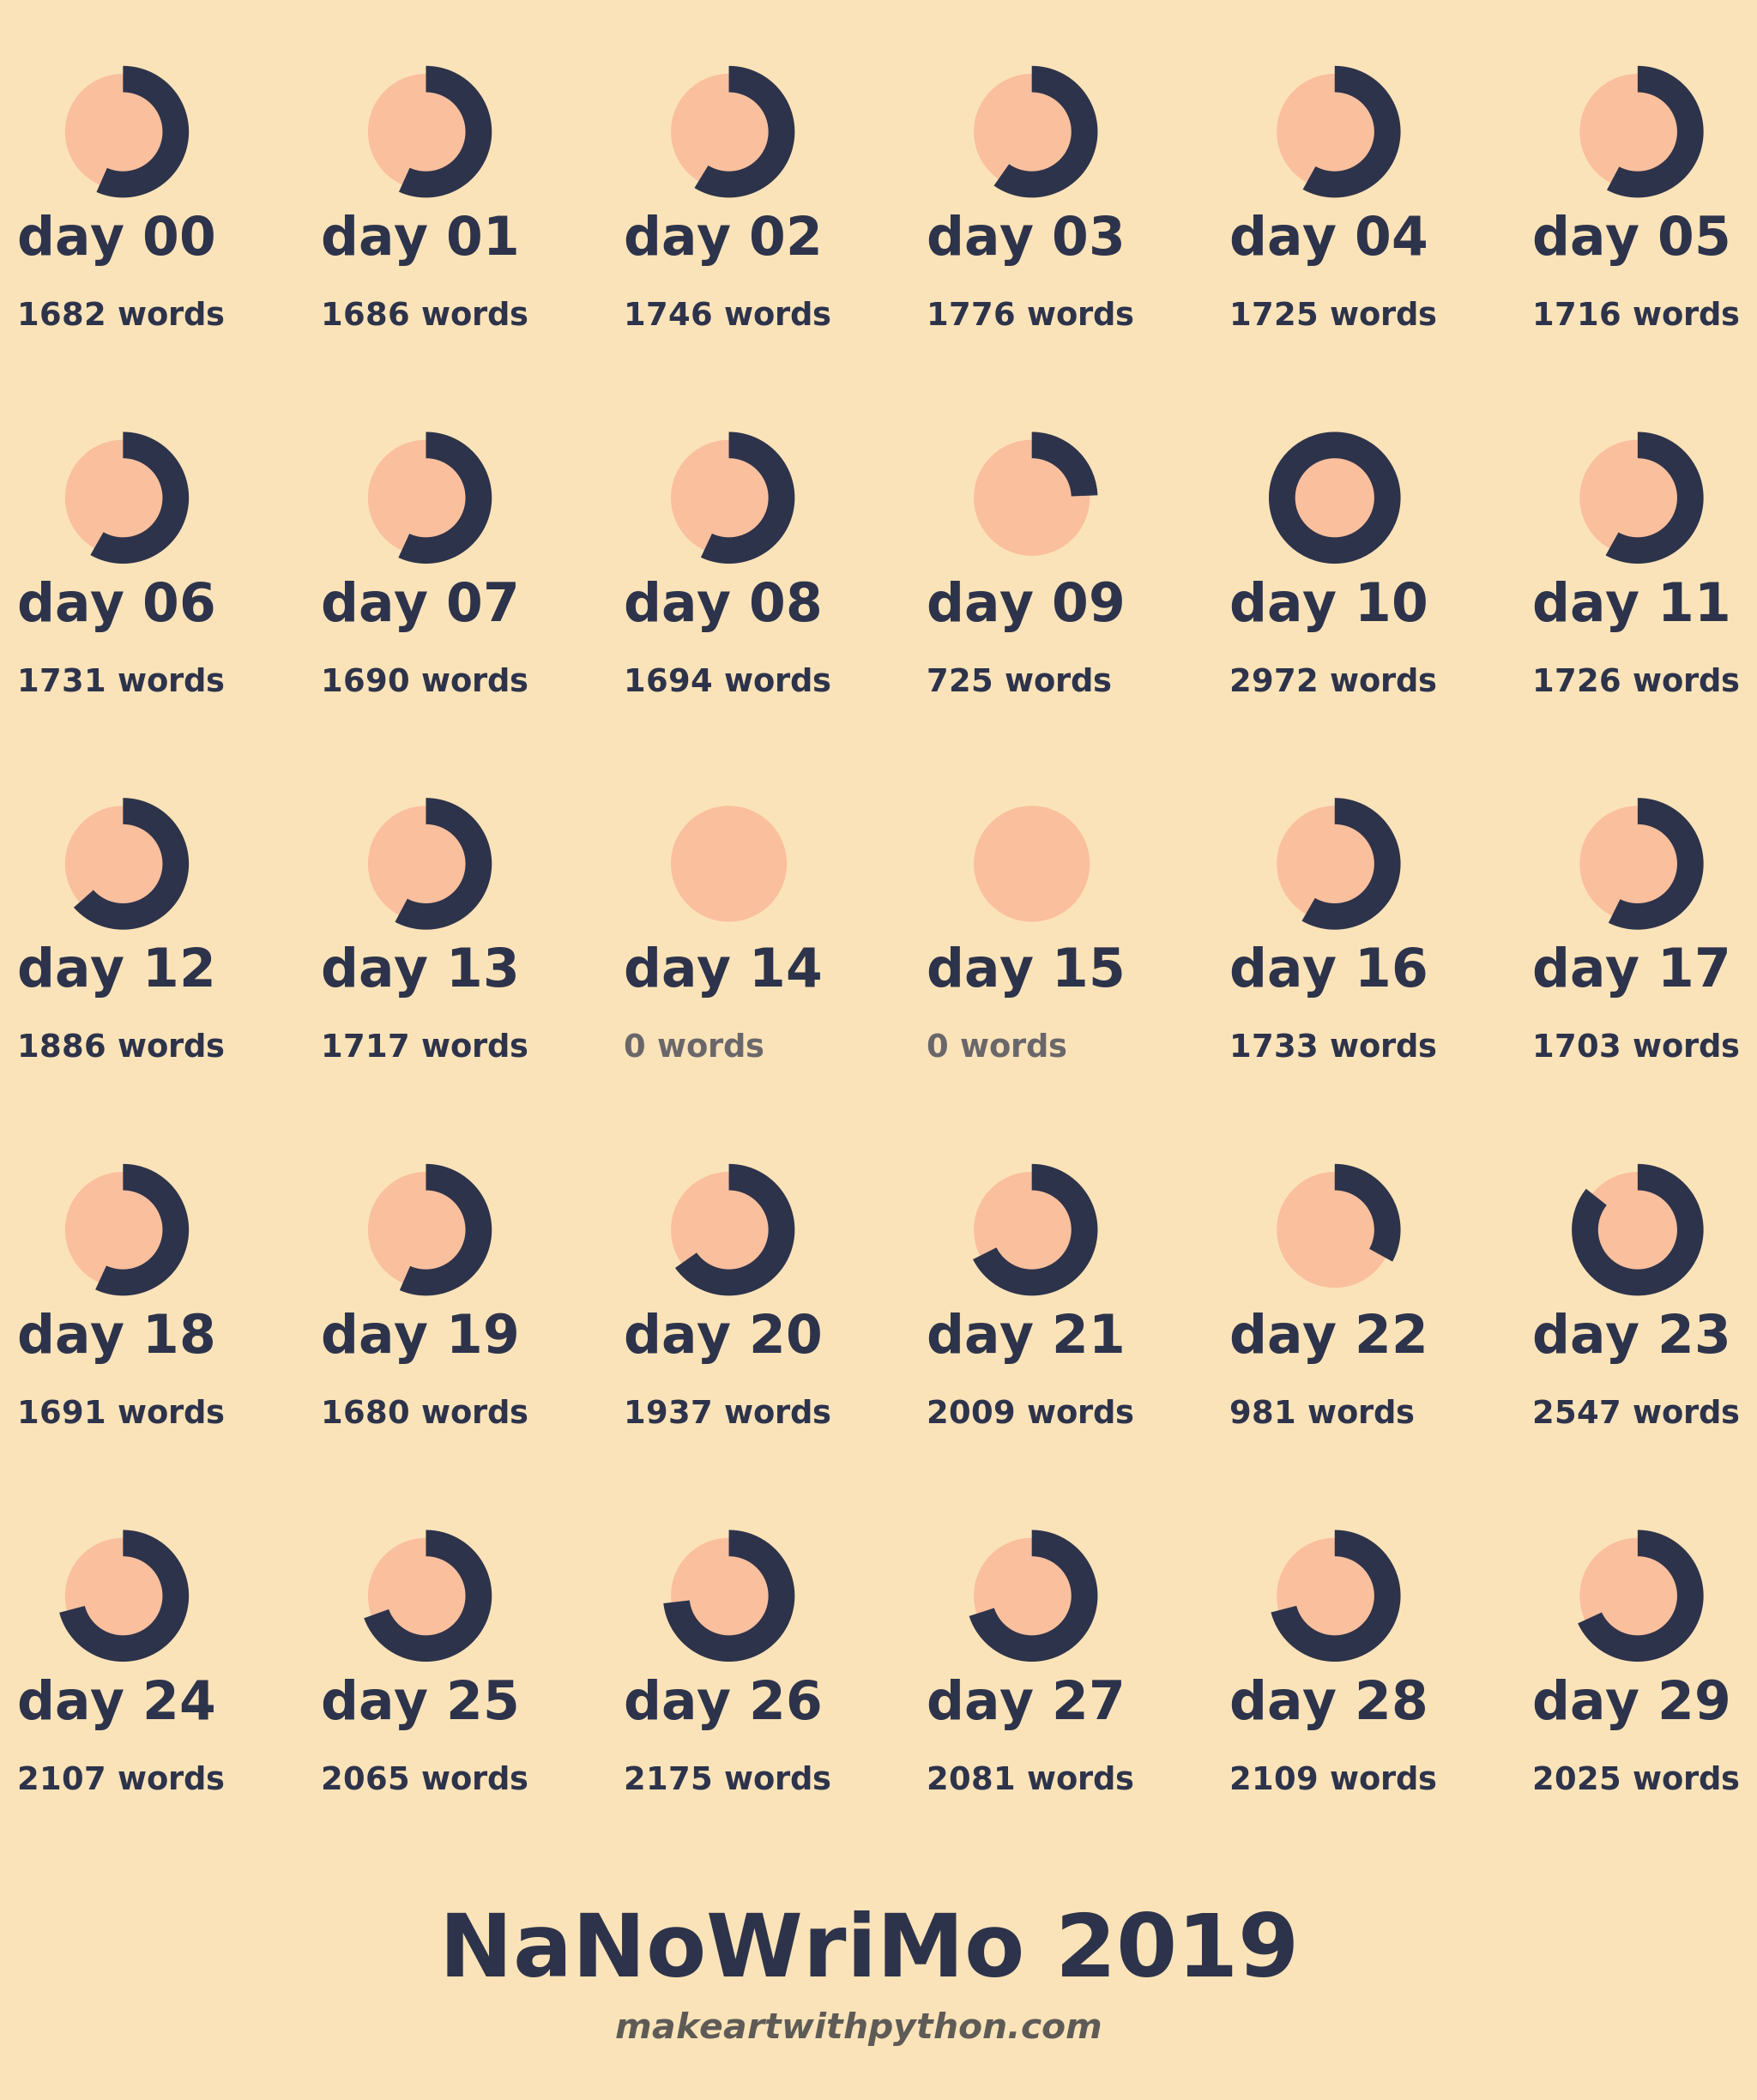 day 00 day 01 day 02 day 03 day 04 day 05
1682 words 1686 words 1746 words 1776 words 1725 words 1716 words
day 06 day 07 day 08 day 09 day 10 day 11
1731 words 1690 words 1694 words 725 words 2972 words 1726 words
day 12 day 13 day 14 day 15 day 16 day 17
1886 words 1717 words 0 words 0 words 1733 words 1703 words
day 18 day 19 day 20 day 21 day 22 day 23
1691 words 1680 words 1937 words 2009 words 981 words 2547 words
day 24 day 25 day 26 day 27 day 28 day 29
2107 words 2065 words 2175 words 2081 words 2109 words 2025 words
NaNoWriMo 2019
makeartwithpython.com